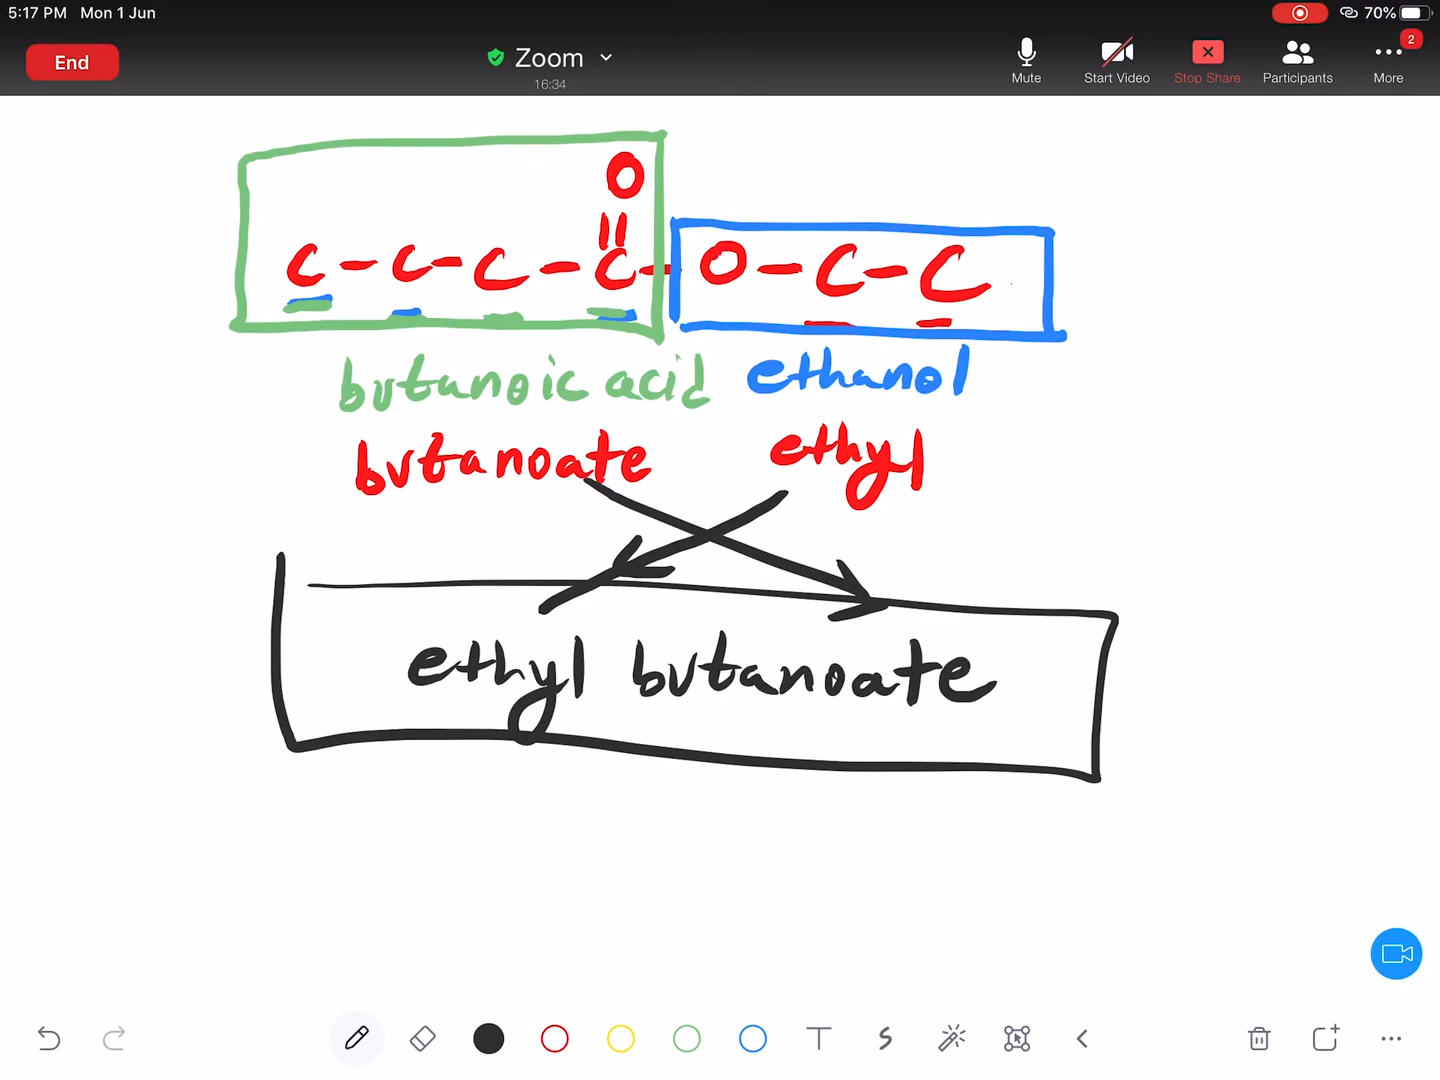 5:17 PM Mon 1 Jun 70%
End Zoom 16:34 Mute Start Video Stop Share Participants More 2
O
||
C - C - C - C - O - C - C
butanoic acid ethanol
butanoate ethyl
ethyl butanoate
T